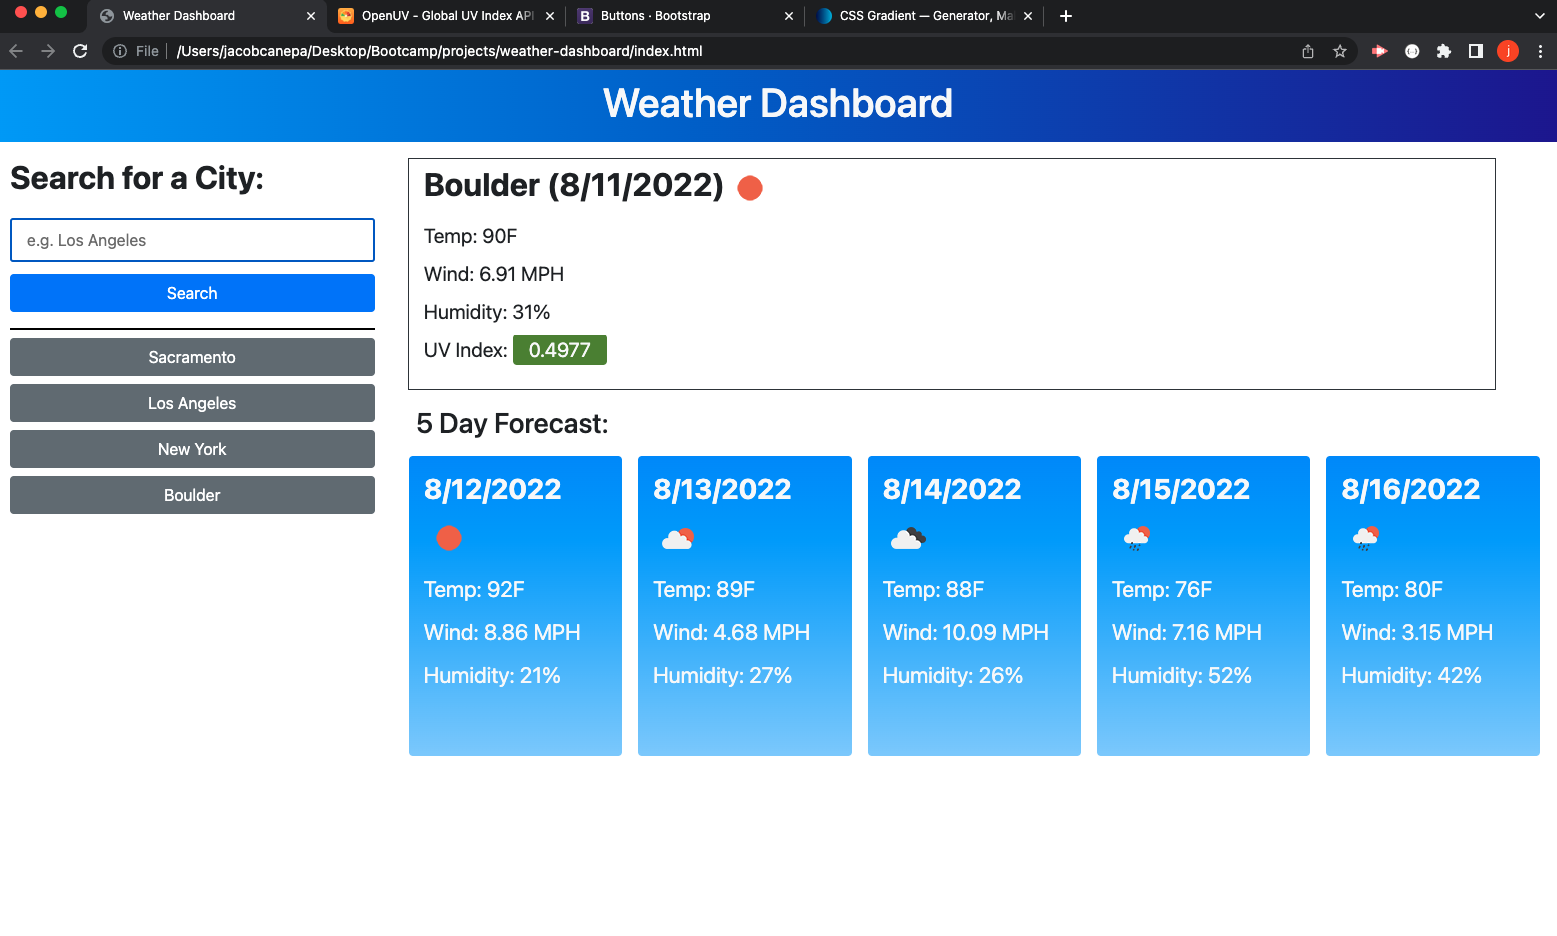 Weather Dashboard
OpenUV - Global UV Index API
B Buttons · Bootstrap
CSS Gradient — Generator, Ma
File /Users/jacobcanepa/Desktop/Bootcamp/projects/weather-dashboard/index.html
j
Weather Dashboard
Search for a City:
e.g. Los Angeles
Search
Sacramento
Los Angeles
New York
Boulder
Boulder (8/11/2022)
Temp: 90F
Wind: 6.91 MPH
Humidity: 31%
UV Index: 0.4977
5 Day Forecast:
8/12/2022
Temp: 92F
Wind: 8.86 MPH
Humidity: 21%
8/13/2022
Temp: 89F
Wind: 4.68 MPH
Humidity: 27%
8/14/2022
Temp: 88F
Wind: 10.09 MPH
Humidity: 26%
8/15/2022
Temp: 76F
Wind: 7.16 MPH
Humidity: 52%
8/16/2022
Temp: 80F
Wind: 3.15 MPH
Humidity: 42%